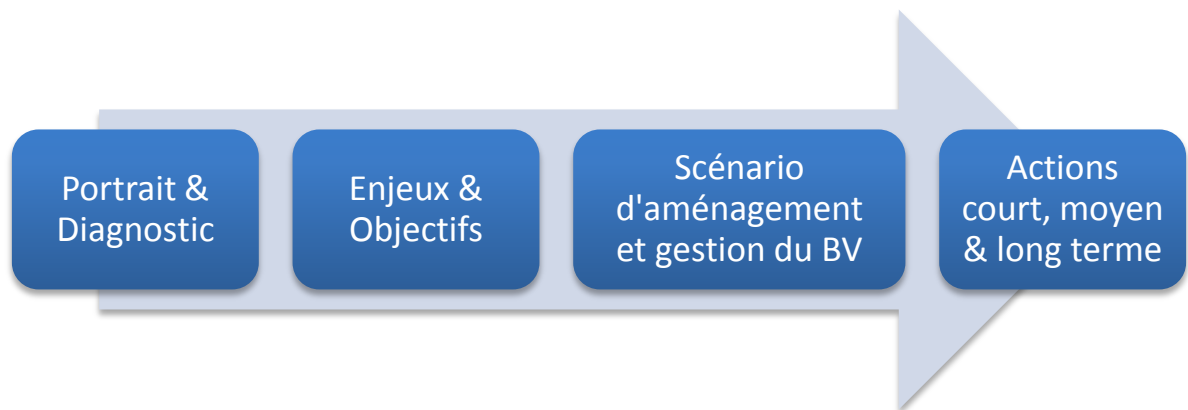 Portrait &
Diagnostic
Enjeux &
Objectifs
Scénario
d'aménagement
et gestion du BV
Actions
court, moyen
& long terme